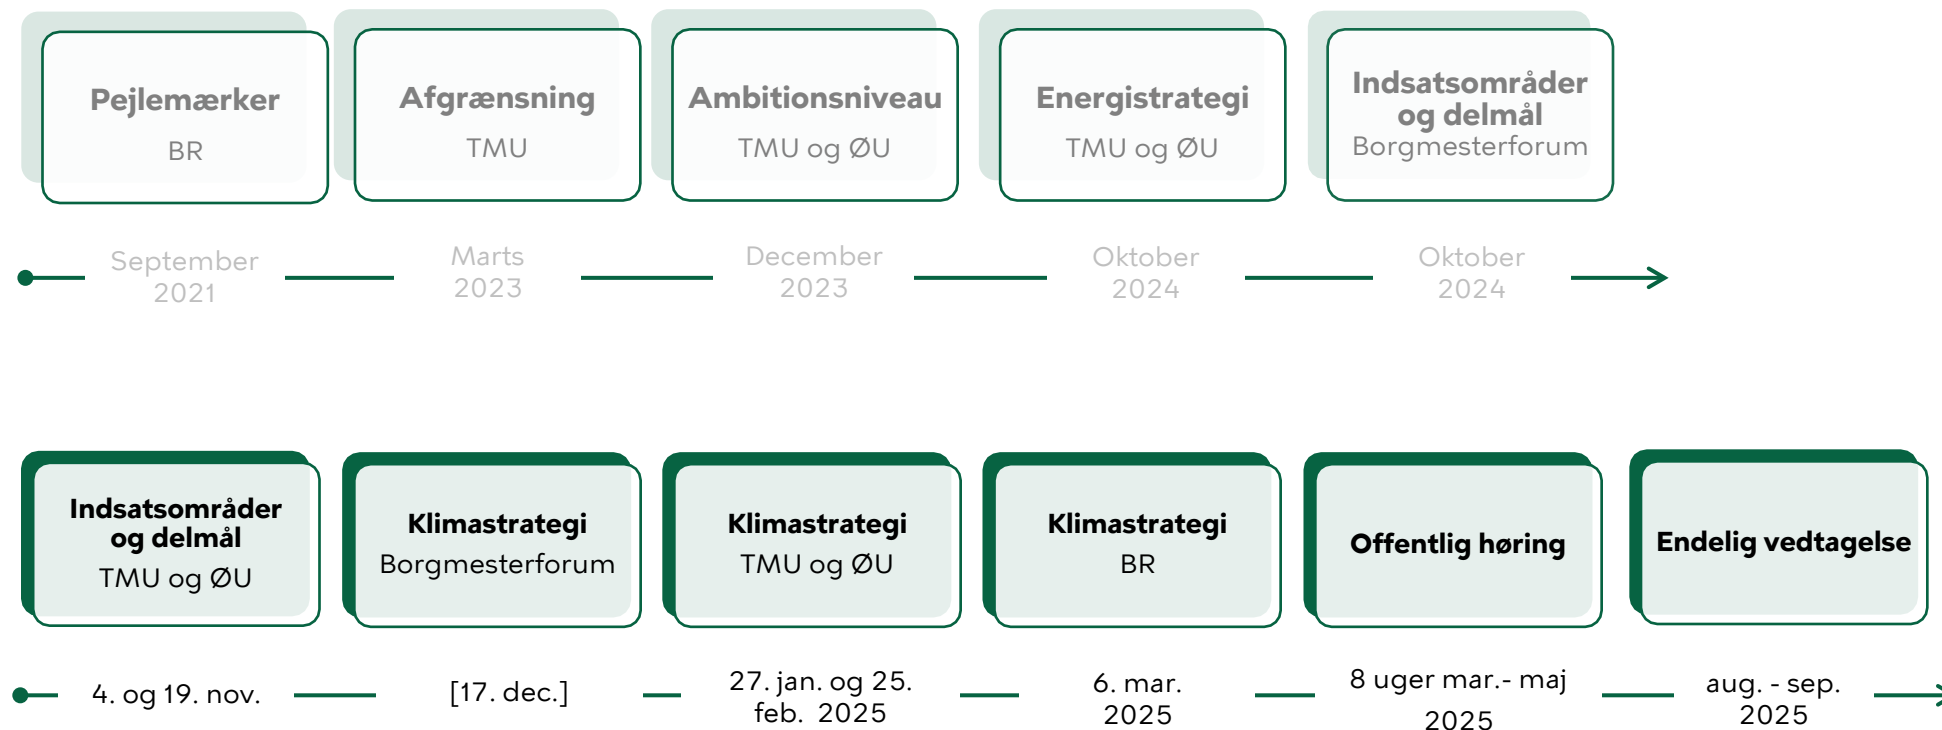 Pejlemærker
BR
Afgrænsning
TMU
Ambitionsniveau
TMU og ØU
Energistrategi
TMU og ØU
Indsatsområder
og delmål
Borgmesterforum
September
2021
Marts
2023
December
2023
Oktober
2024
Oktober
2024
Indsatsområder
og delmål
TMU og ØU
Klimastrategi
Borgmesterforum
Klimastrategi
TMU og ØU
Klimastrategi
BR
Offentlig høring
Endelig vedtagelse
4. og 19. nov.
[17. dec.]
27. jan. og 25.
feb. 2025
6. mar.
2025
8 uger mar.- maj
2025
aug. - sep.
2025